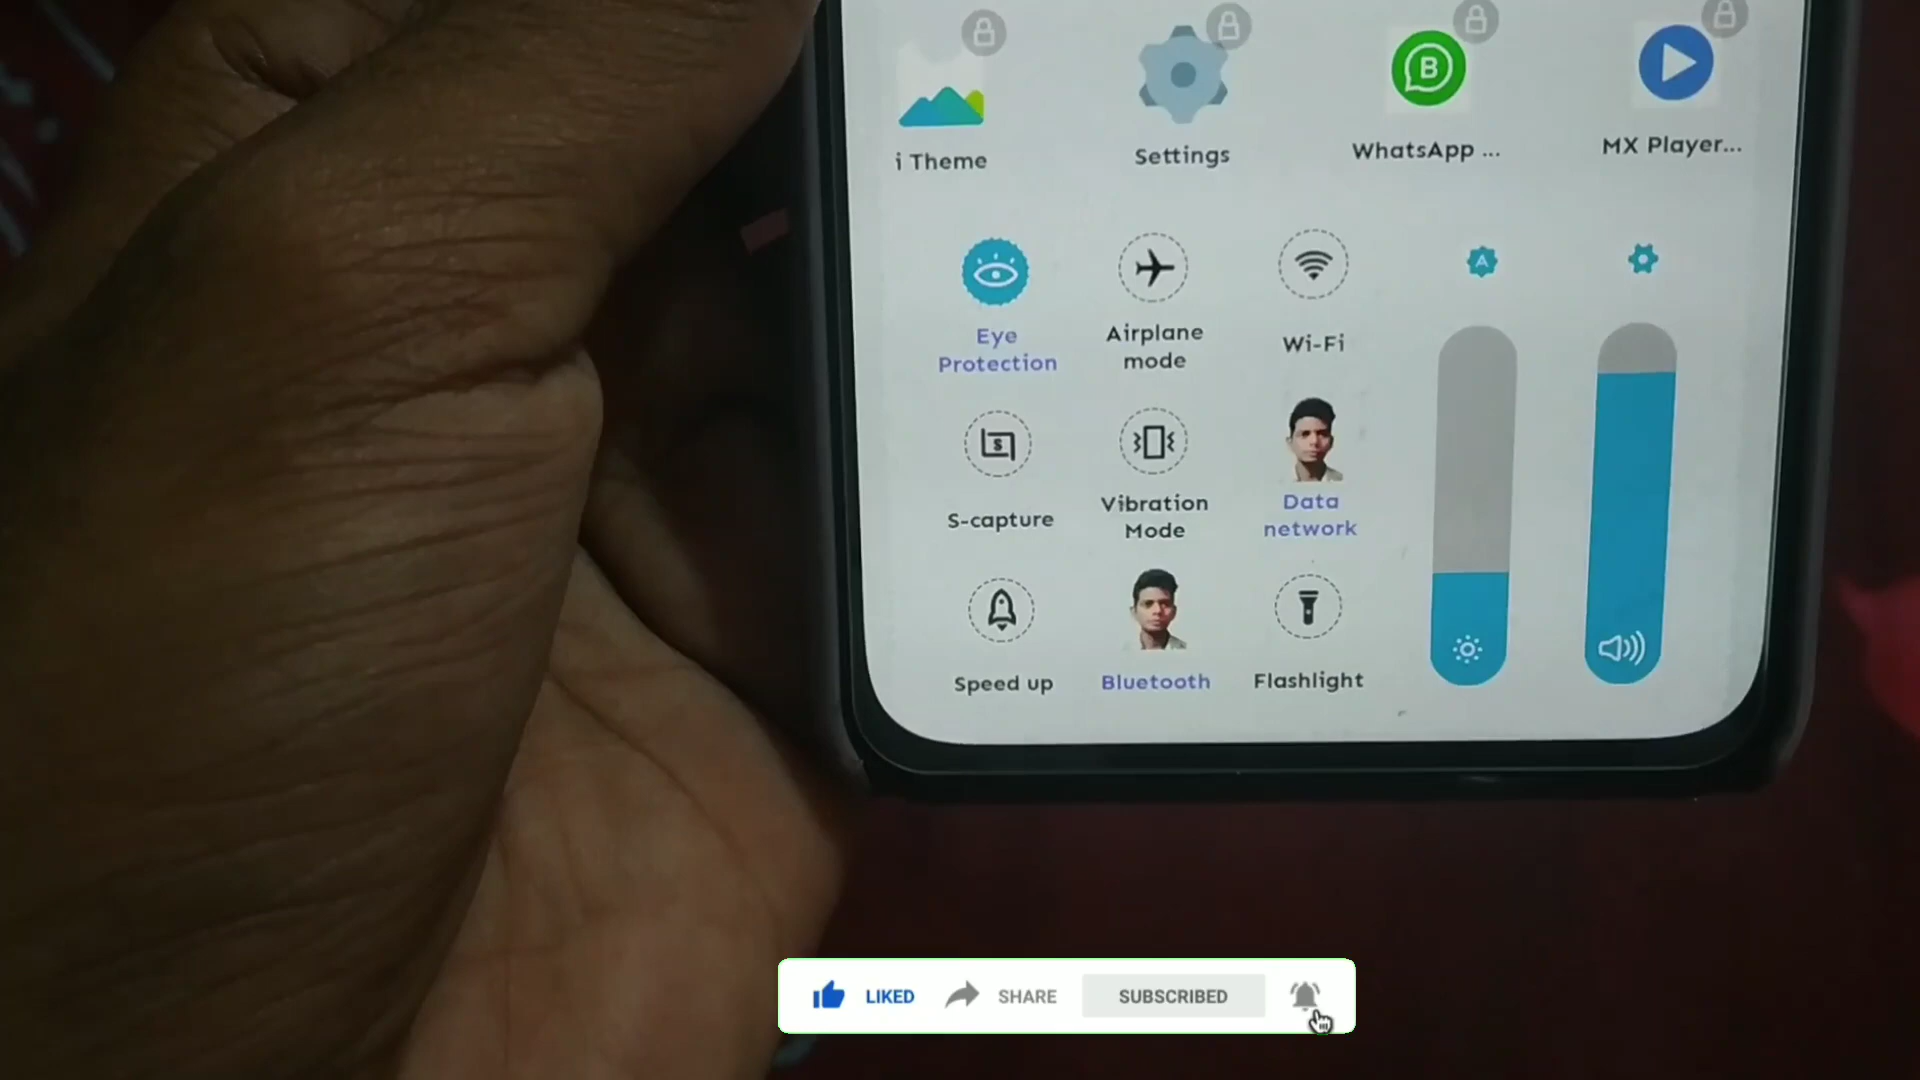 i Theme
Settings
WhatsApp ...
MX Player...
Eye
Protection
Airplane
mode
Wi-Fi
S-capture
Vibration
Mode
Data
network
Speed up
Bluetooth
Flashlight
LIKED
SHARE
SUBSCRIBED